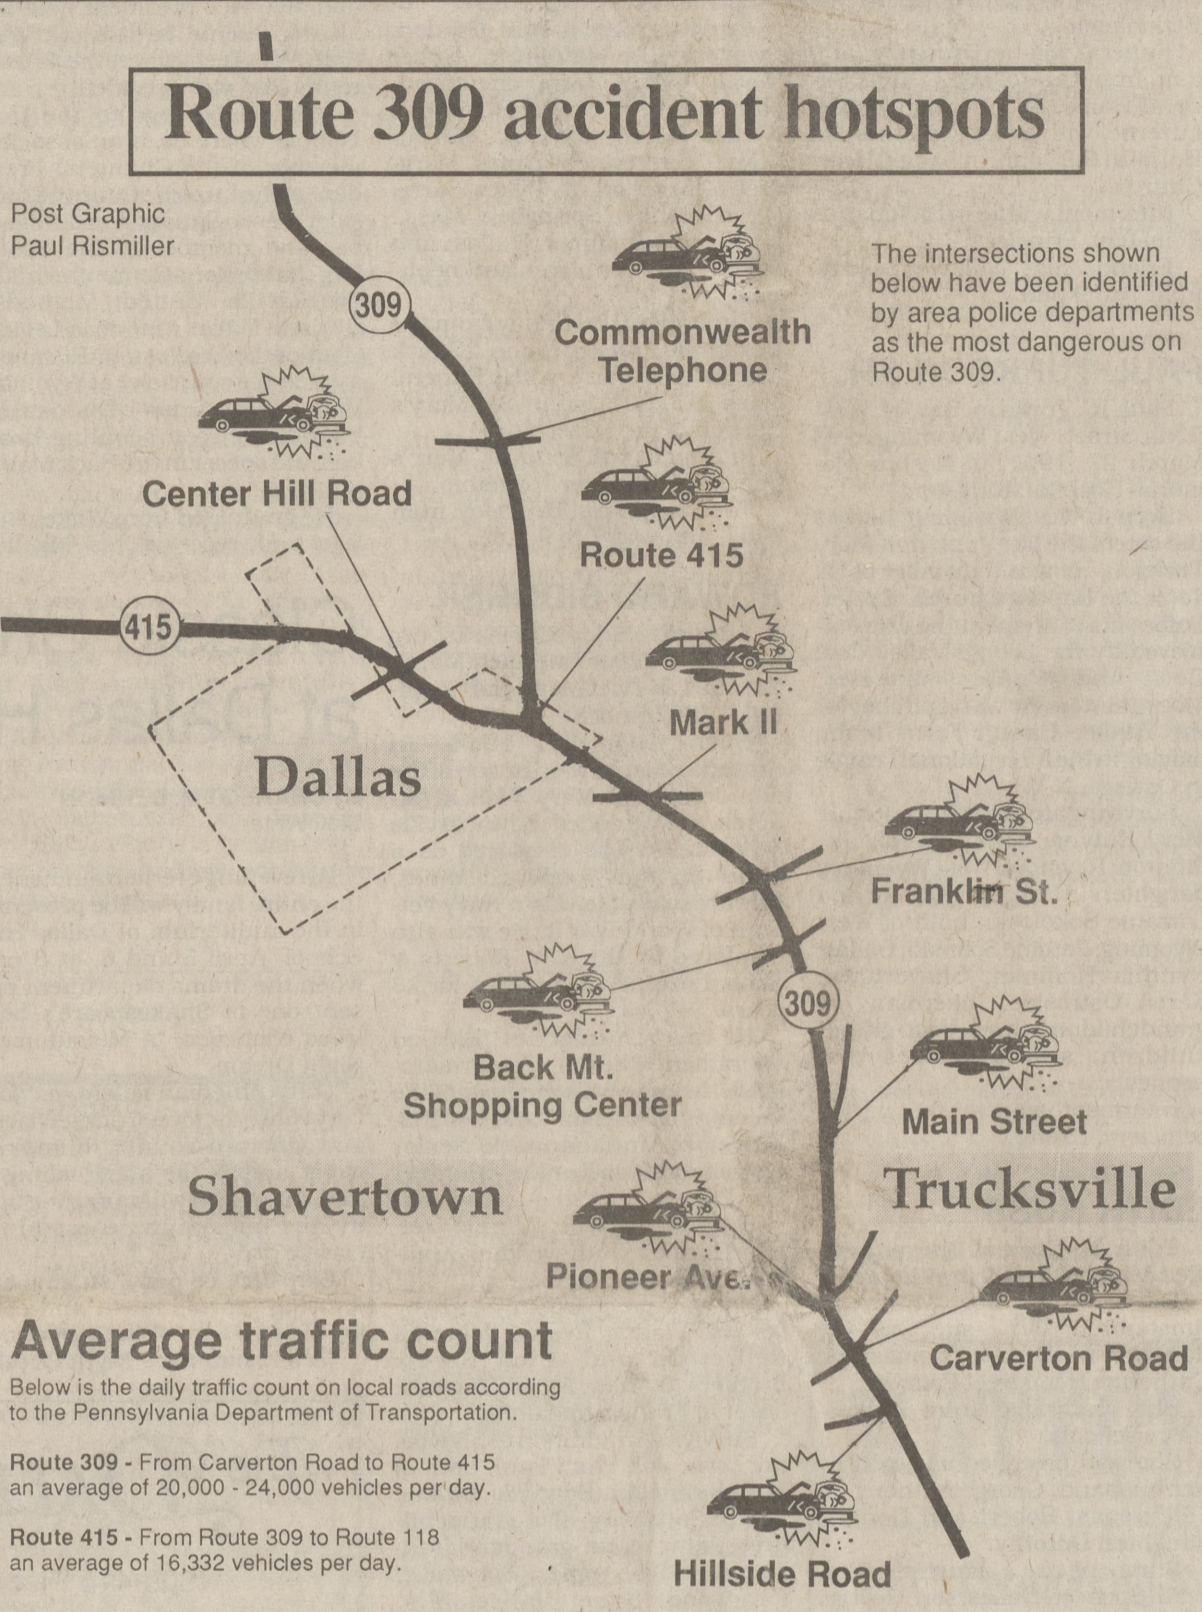 Route 309 accident hotspots
Post Graphic
Paul Rismiller
The intersections shown
below have been identified
by area police departments
as the most dangerous on
Route 309.
309
Commonwealth
Telephone
Center Hill Road
Route 415
415
Mark II
Dallas
Franklin St.
309
Back Mt.
Shopping Center
Main Street
Shavertown
Trucksville
Pioneer Ave.
Carverton Road
Hillside Road
Average traffic count
Below is the daily traffic count on local roads according
to the Pennsylvania Department of Transportation.
Route 309 - From Carverton Road to Route 415
an average of 20,000 - 24,000 vehicles per day.
Route 415 - From Route 309 to Route 118
an average of 16,332 vehicles per day.